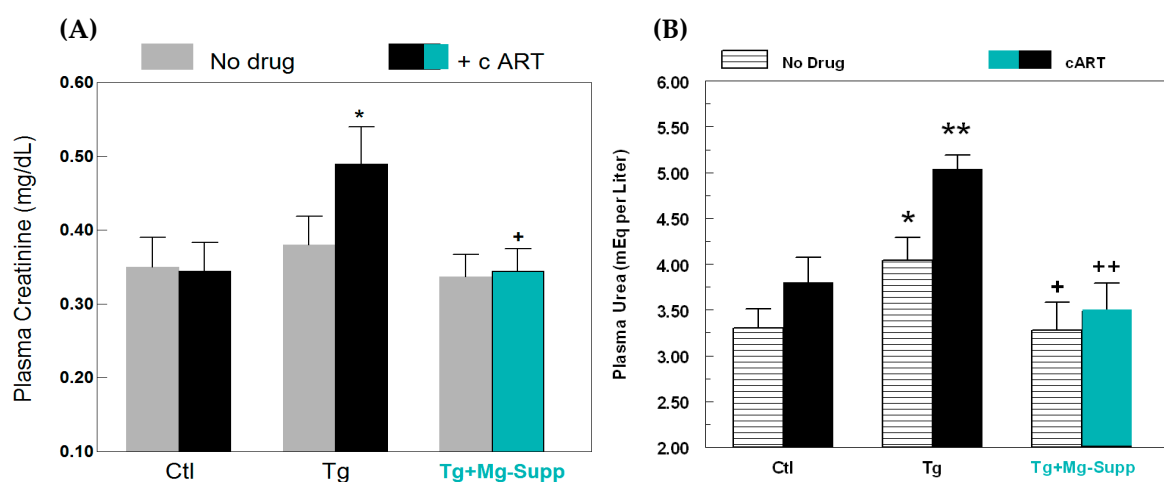 (A)
No drug
+ c ART
Plasma Creatinine (mg/dL)
0.60
0.50
0.40
0.30
0.20
0.10
*
+
Ctl
Tg
Tg+Mg-Supp
(B)
No Drug
cART
Plasma Urea (mEq per Liter)
6.00
5.75
5.00
4.50
4.00
3.50
3.00
2.50
2.00
*
**
+
++
Ctl
Tg
Tg+Mg-Supp